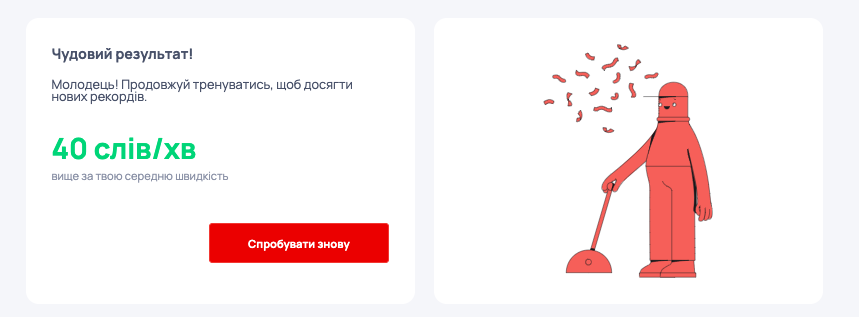 Чудовий результат!
Молодець! Продовжуй тренуватись, щоб досягти
нових рекордів.
40 слів/хв
вище за твою середню швидкість
Спробувати знову